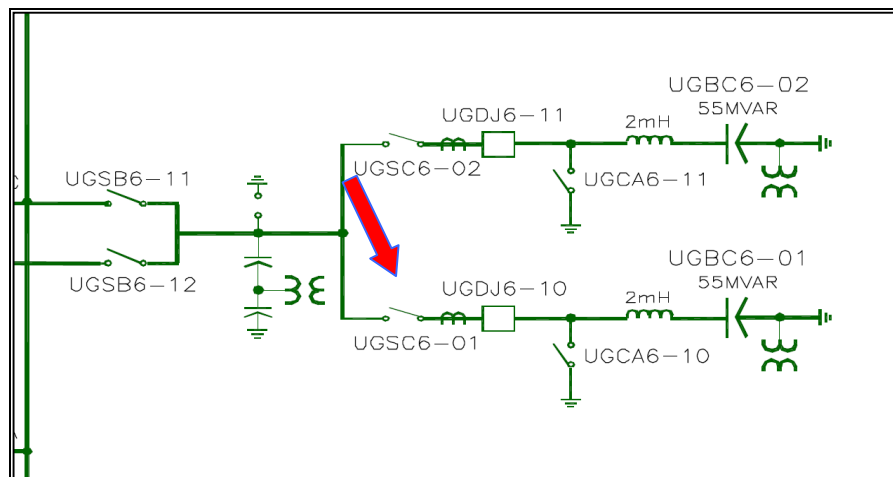 UGBC6-02
55MVAR
UGDJ6-11
2mH
UGSC6-02
UGCA6-11
UGSB6-11
UGSB6-12
UGBC6-01
55MVAR
UGDJ6-10
2mH
UGSC6-01
UGCA6-10